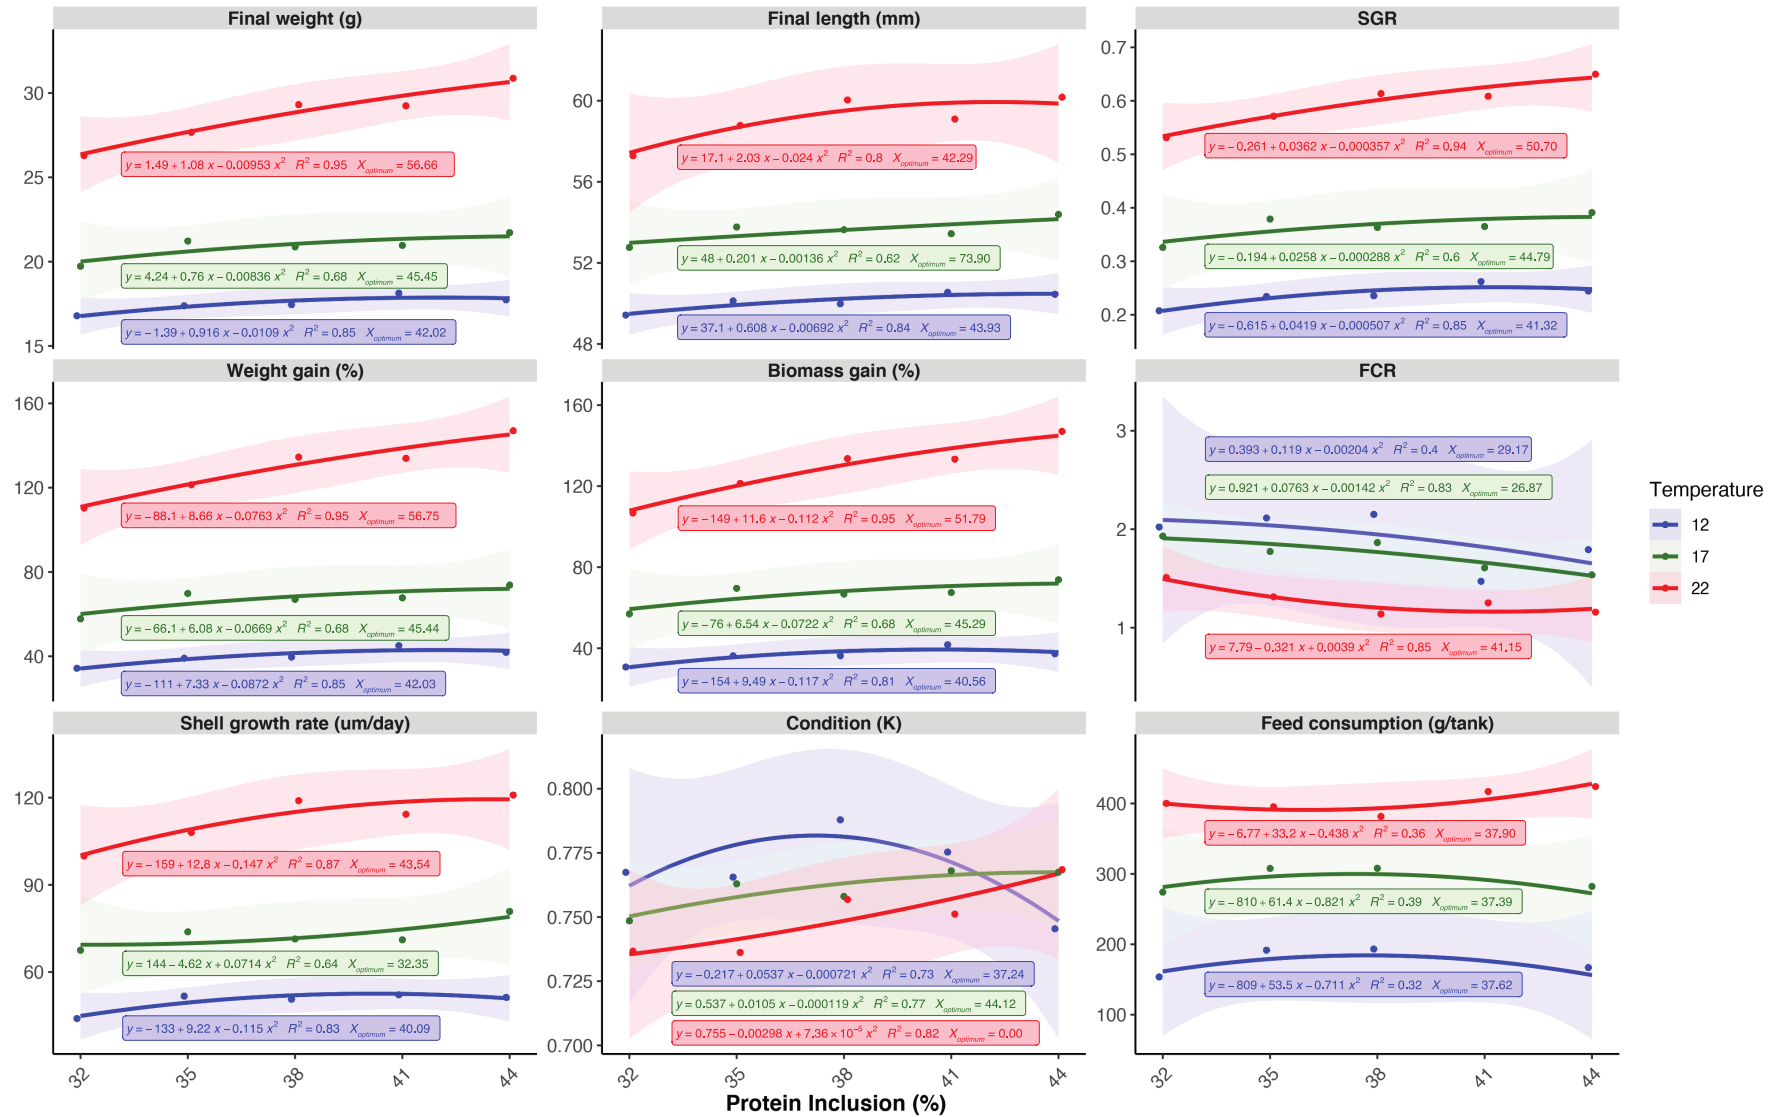 Final weight (g)
30
25
20
15
y = 1.49 + 1.08 x − 0.00953 x² R² = 0.95 X_optimum = 56.66
y = 4.24 + 0.76 x − 0.00836 x² R² = 0.68 X_optimum = 45.45
y = −1.39 + 0.916 x − 0.0109 x² R² = 0.85 X_optimum = 42.02
Final length (mm)
60
56
52
48
y = 17.1 + 2.03 x − 0.024 x² R² = 0.8 X_optimum = 42.29
y = 48 + 0.201 x − 0.00136 x² R² = 0.62 X_optimum = 73.90
y = 37.1 + 0.608 x − 0.00692 x² R² = 0.84 X_optimum = 43.93
SGR
0.7
0.6
0.5
0.4
0.3
0.2
y = −0.261 + 0.0362 x − 0.000357 x² R² = 0.94 X_optimum = 50.70
y = −0.194 + 0.0258 x − 0.000288 x² R² = 0.6 X_optimum = 44.79
y = −0.615 + 0.0419 x − 0.000507 x² R² = 0.85 X_optimum = 41.32
Weight gain (%)
160
120
80
40
y = −88.1 + 8.66 x − 0.0763 x² R² = 0.95 X_optimum = 56.75
y = −66.1 + 6.08 x − 0.0669 x² R² = 0.68 X_optimum = 45.44
y = −111 + 7.33 x − 0.0872 x² R² = 0.85 X_optimum = 42.03
Biomass gain (%)
160
120
80
40
y = −149 + 11.6 x − 0.112 x² R² = 0.95 X_optimum = 51.79
y = −76 + 6.54 x − 0.0722 x² R² = 0.68 X_optimum = 45.29
y = −154 + 9.49 x − 0.117 x² R² = 0.81 X_optimum = 40.56
FCR
3
2
1
y = 0.393 + 0.119 x − 0.00204 x² R² = 0.4 X_optimum = 29.17
y = 0.921 + 0.0763 x − 0.00142 x² R² = 0.83 X_optimum = 26.87
y = 7.79 − 0.321 x + 0.0039 x² R² = 0.85 X_optimum = 41.15
Temperature
12
17
22
Shell growth rate (um/day)
120
90
60
y = −159 + 12.8 x − 0.147 x² R² = 0.87 X_optimum = 43.54
y = 144 − 4.62 x + 0.0714 x² R² = 0.64 X_optimum = 32.35
y = −133 + 9.22 x − 0.115 x² R² = 0.83 X_optimum = 40.09
32
35
38
41
44
Condition (K)
0.800
0.775
0.750
0.725
0.700
y = −0.217 + 0.0537 x − 0.000721 x² R² = 0.73 X_optimum = 37.24
y = 0.537 + 0.0105 x − 0.000119 x² R² = 0.77 X_optimum = 44.12
y = 0.755 − 0.00298 x + 7.36 × 10⁻⁵ x² R² = 0.82 X_optimum = 0.00
32
35
38
41
44
Feed consumption (g/tank)
400
300
200
100
y = −6.77 + 33.2 x − 0.438 x² R² = 0.36 X_optimum = 37.90
y = −810 + 61.4 x − 0.821 x² R² = 0.39 X_optimum = 37.39
y = −809 + 53.5 x − 0.711 x² R² = 0.32 X_optimum = 37.62
32
35
38
41
44
Protein Inclusion (%)